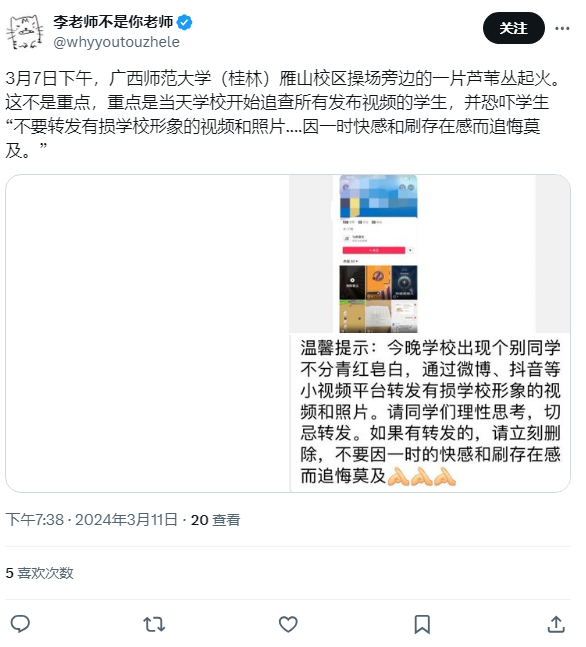 李老师不是你老师
@whyyoutouzhele
关注
3月7日下午，广西师范大学（桂林）雁山校区操场旁边的一片芦苇丛起火。
这不是重点，重点是当天学校开始追查所有发布视频的学生，并恐吓学生
“不要转发有损学校形象的视频和照片....因一时快感和刷存在感而追悔莫
及。”
温馨提示：今晚学校出现个别同学
不分青红皂白，通过微博、抖音等
小视频平台转发有损学校形象的视
频和照片。请同学们理性思考，切
忌转发。如果有转发的，请立刻删
除，不要因一时的快感和刷存在感
而追悔莫及
下午7:38 · 2024年3月11日 · 20 查看
5 喜欢次数